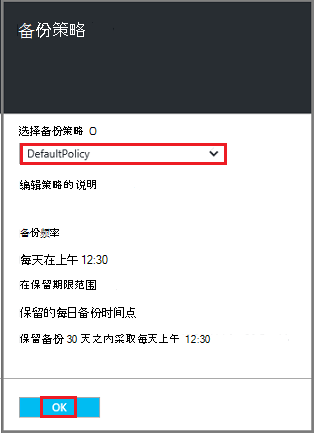 备份策略
选择备份策略 O
DefaultPolicy
编辑策略的说明
备份频率
每天在上午 12:30
在保留期限范围
保留的每日备份时间点
保留备份 30 天之内采取每天上午 12:30
OK